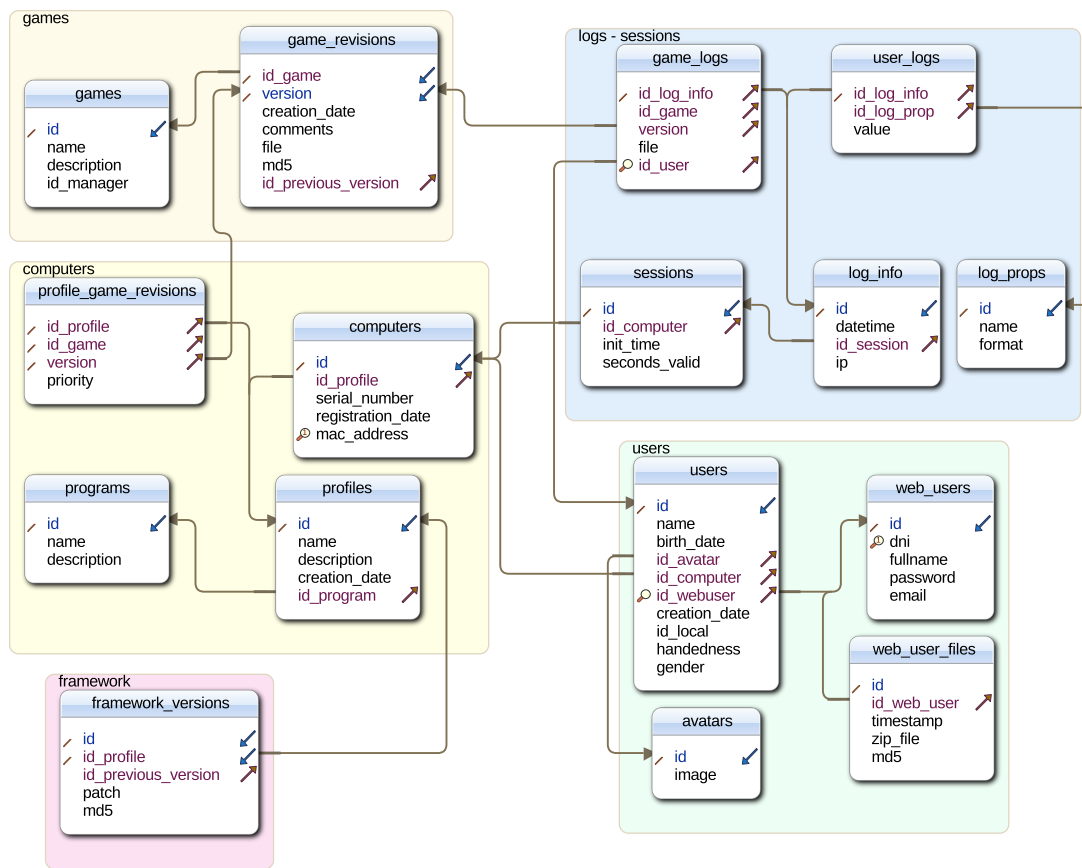 games
game_revisions
id_game
version
creation_date
comments
file
md5
id_previous_version
games
id
name
description
id_manager
logs - sessions
game_logs
id_log_info
id_game
version
file
id_user
user_logs
id_log_info
id_log_prop
value
sessions
id
id_computer
init_time
seconds_valid
log_info
id
datetime
id_session
ip
log_props
id
name
format
computers
profile_game_revisions
id_profile
id_game
version
priority
computers
id
id_profile
serial_number
registration_date
mac_address
programs
id
name
description
profiles
id
name
description
creation_date
id_program
users
users
id
name
birth_date
id_avatar
id_computer
id_webuser
creation_date
id_local
handedness
gender
web_users
id
dni
fullname
password
email
web_user_files
id
id_web_user
timestamp
zip_file
md5
avatars
id
image
framework
framework_versions
id
id_profile
id_previous_version
patch
md5